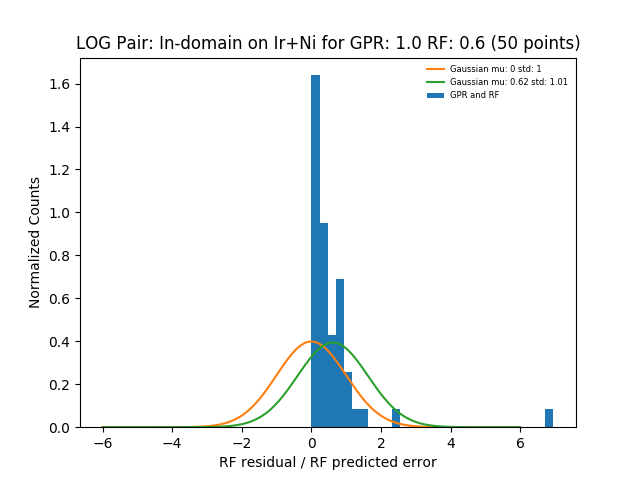 LOG Pair: In-domain on Ir+Ni for GPR: 1.0 RF: 0.6 (50 points)
Gaussian mu: 0 std: 1
Gaussian mu: 0.62 std: 1.01
GPR and RF
Normalized Counts
1.6
1.4
1.2
1.0
0.8
0.6
0.4
0.2
0.0
−6 −4 −2 0 2 4 6
RF residual / RF predicted error